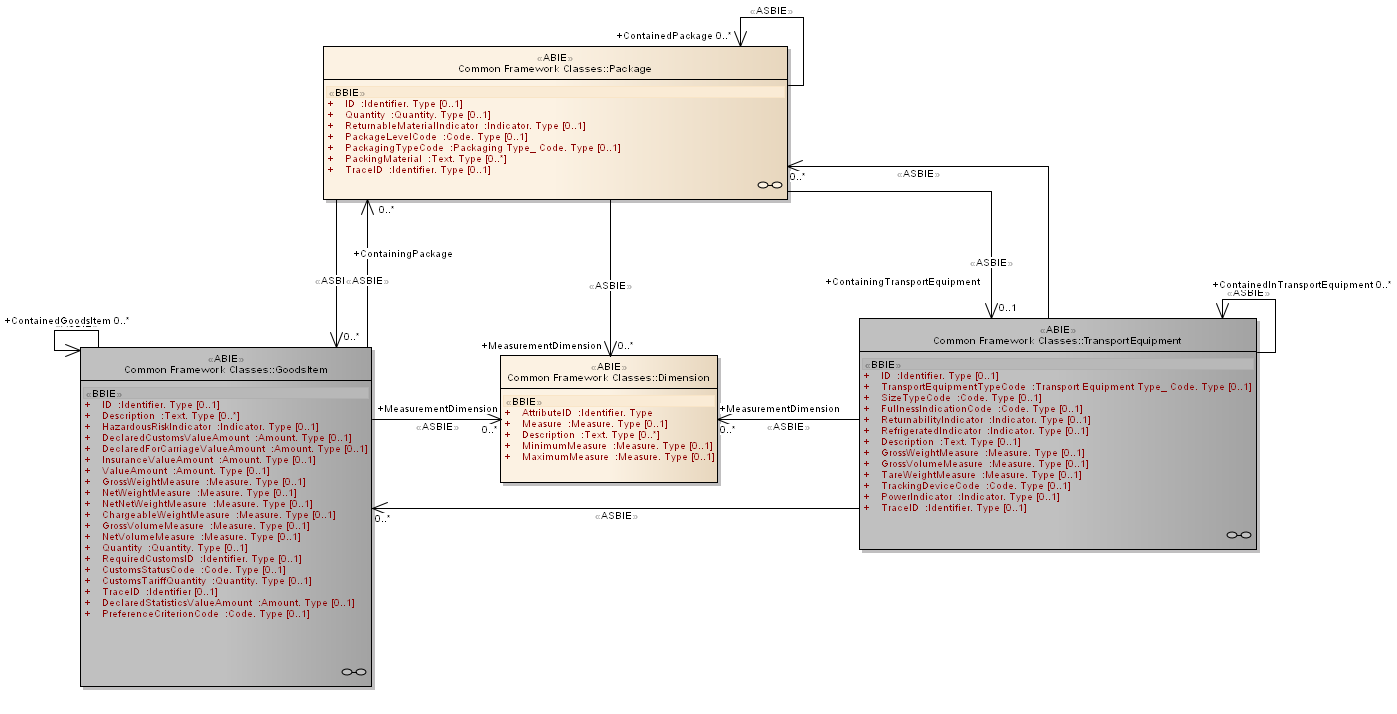 «ASBIE»
+ContainedPackage 0..*
«ABIE»
Common Framework Classes::Package
«BBIE»
+ ID :Identifier. Type [0..1]
+ Quantity :Quantity. Type [0..1]
+ ReturnableMaterialIndicator :Indicator. Type [0..1]
+ PackageLevelCode :Code. Type [0..1]
+ PackagingTypeCode :Packaging Type_ Code. Type [0..1]
+ PackingMaterial :Text. Type [0..*]
+ TraceID :Identifier. Type [0..1]
0..*
«ASBIE»
0..*
+ContainingPackage
«ASBI
«ASBIE»
«ASBIE»
«ASBIE»
+ContainingTransportEquipment
0..1
+ContainedInTransportEquipment 0..*
«ASBIE»
+ContainedGoodsItem 0..*
0..*
+MeasurementDimension
0..*
«ABIE»
Common Framework Classes::GoodsItem
«BBIE»
+ ID :Identifier. Type [0..1]
+ Description :Text. Type [0..*]
+ HazardousRiskIndicator :Indicator. Type [0..1]
+ DeclaredCustomsValueAmount :Amount. Type [0..1]
+ DeclaredForCarriageValueAmount :Amount. Type [0..1]
+ InsuranceValueAmount :Amount. Type [0..1]
+ ValueAmount :Amount. Type [0..1]
+ GrossWeightMeasure :Measure. Type [0..1]
+ NetWeightMeasure :Measure. Type [0..1]
+ NetNetWeightMeasure :Measure. Type [0..1]
+ ChargeableWeightMeasure :Measure. Type [0..1]
+ GrossVolumeMeasure :Measure. Type [0..1]
+ NetVolumeMeasure :Measure. Type [0..1]
+ Quantity :Quantity. Type [0..1]
+ RequiredCustomsID :Identifier. Type [0..1]
+ CustomsStatusCode :Code. Type [0..1]
+ CustomsTariffQuantity :Quantity. Type [0..1]
+ TraceID :Identifier [0..1]
+ DeclaredStatisticsValueAmount :Amount. Type [0..1]
+ PreferenceCriterionCode :Code. Type [0..1]
+MeasurementDimension
«ASBIE»
0..*
«ABIE»
Common Framework Classes::Dimension
«BBIE»
+ AttributeID :Identifier. Type
+ Measure :Measure. Type [0..1]
+ Description :Text. Type [0..*]
+ MinimumMeasure :Measure. Type [0..1]
+ MaximumMeasure :Measure. Type [0..1]
+MeasurementDimension
0..*
«ASBIE»
«ABIE»
Common Framework Classes::TransportEquipment
«BBIE»
+ ID :Identifier. Type [0..1]
+ TransportEquipmentTypeCode :Transport Equipment Type_ Code. Type [0..1]
+ SizeTypeCode :Code. Type [0..1]
+ FullnessIndicationCode :Code. Type [0..1]
+ ReturnabilityIndicator :Indicator. Type [0..1]
+ RefrigeratedIndicator :Indicator. Type [0..1]
+ Description :Text. Type [0..1]
+ GrossWeightMeasure :Measure. Type [0..1]
+ GrossVolumeMeasure :Measure. Type [0..1]
+ TareWeightMeasure :Measure. Type [0..1]
+ TrackingDeviceCode :Code. Type [0..1]
+ PowerIndicator :Indicator. Type [0..1]
+ TraceID :Identifier. Type [0..1]
0..*
«ASBIE»